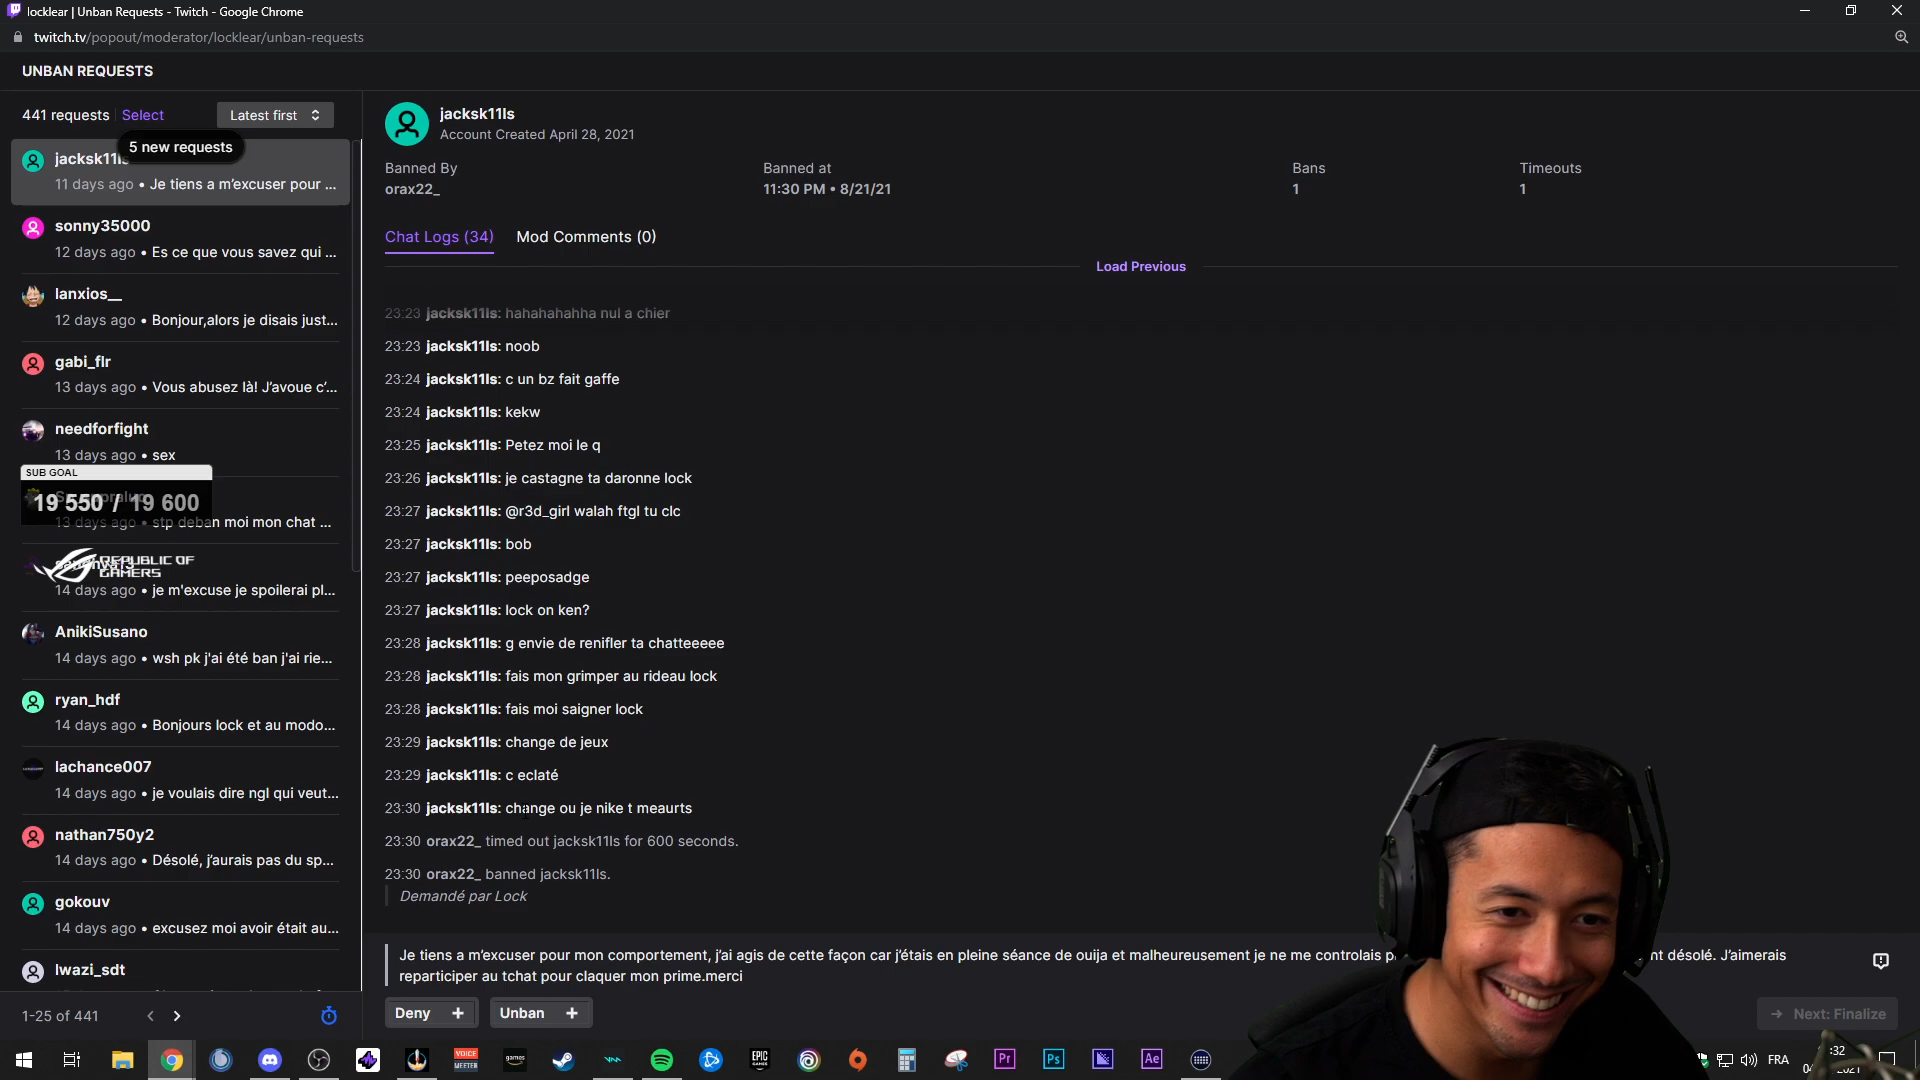 locklear | Unban Requests - Twitch - Google Chrome
twitch.tv/popout/moderator/locklear/unban-requests
UNBAN REQUESTS
441 requests Select Latest first
5 new requests
jacksk11ls
11 days ago • Je tiens a m'excuser pour ...
sonny35000
12 days ago • Es ce que vous savez qui ...
lanxios__
12 days ago • Bonjour,alors je disais just...
gabi_flr
13 days ago • Vous abusez là! J'avoue c'...
needforfight
13 days ago • sex
SUB GOAL
19 550 / 19 600
13 days ago • stp deban moi mon chat ...
REPUBLIC OF
GAMERS
14 days ago • je m'excuse je spoilerai pl...
AnikiSusano
14 days ago • wsh pk j'ai été ban j'ai rie...
ryan_hdf
14 days ago • Bonjours lock et au modo...
lachance007
14 days ago • je voulais dire ngl qui veut...
nathan750y2
14 days ago • Désolé, j'aurais pas du sp...
gokouv
14 days ago • excusez moi avoir était au...
lwazi_sdt
1-25 of 441
jacksk11ls
Account Created April 28, 2021
Banned By Banned at Bans Timeouts
orax22_ 11:30 PM • 8/21/21 1 1
Chat Logs (34) Mod Comments (0)
Load Previous
23:23 jacksk11ls: hahahahahha nul a chier
23:23 jacksk11ls: noob
23:24 jacksk11ls: c un bz fait gaffe
23:24 jacksk11ls: kekw
23:25 jacksk11ls: Petez moi le q
23:26 jacksk11ls: je castagne ta daronne lock
23:27 jacksk11ls: @r3d_girl walah ftgl tu clc
23:27 jacksk11ls: bob
23:27 jacksk11ls: peeposadge
23:27 jacksk11ls: lock on ken?
23:28 jacksk11ls: g envie de renifler ta chatteeeee
23:28 jacksk11ls: fais mon grimper au rideau lock
23:28 jacksk11ls: fais moi saigner lock
23:29 jacksk11ls: change de jeux
23:29 jacksk11ls: c eclaté
23:30 jacksk11ls: change ou je nike t meaurts
23:30 orax22_ timed out jacksk11ls for 600 seconds.
23:30 orax22_ banned jacksk11ls.
Demandé par Lock
Je tiens a m'excuser pour mon comportement, j'ai agis de cette façon car j'étais en pleine séance de ouija et malheureusement je ne me controlais désolé. J'aimerais
reparticiper au tchat pour claquer mon prime.merci
Deny + Unban + Next: Finalize
VOICE
MEETER
games
EPIC
GAMES
Pr Ps Ae
FRA